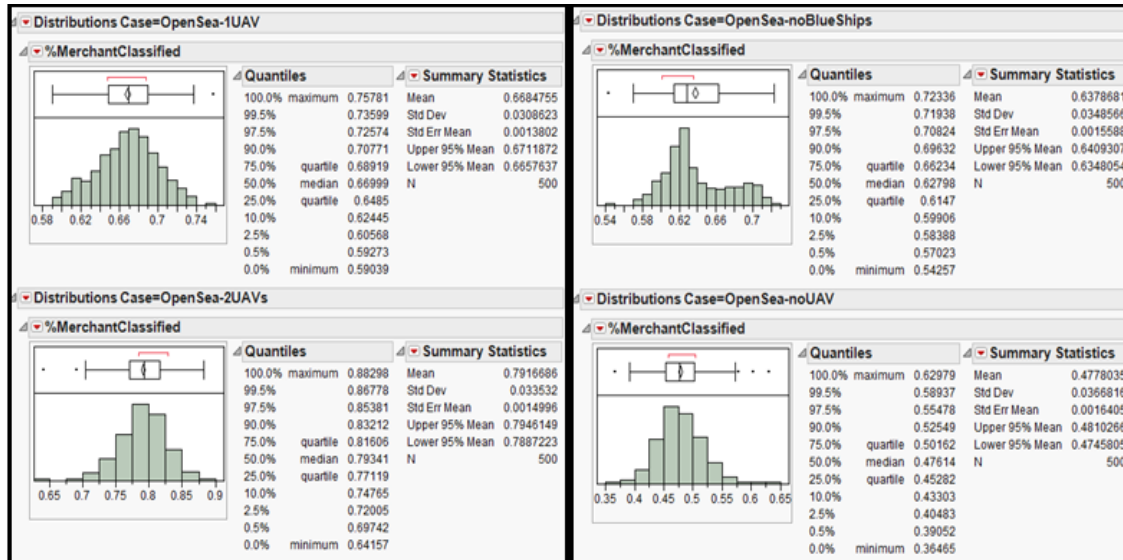 Distributions Case=OpenSea-1UAV
%MerchantClassified
0.58 0.62 0.66 0.7 0.74
Quantiles
100.0% maximum 0.75781
99.5% 0.73599
97.5% 0.72574
90.0% 0.70771
75.0% quartile 0.68919
50.0% median 0.66999
25.0% quartile 0.6485
10.0% 0.62445
2.5% 0.60568
0.5% 0.59273
0.0% minimum 0.59039
Summary Statistics
Mean 0.6684755
Std Dev 0.0308623
Std Err Mean 0.0013802
Upper 95% Mean 0.6711872
Lower 95% Mean 0.6657637
N 500
Distributions Case=OpenSea-2UAVs
%MerchantClassified
0.65 0.7 0.75 0.8 0.85 0.9
Quantiles
100.0% maximum 0.88298
99.5% 0.86778
97.5% 0.85381
90.0% 0.83212
75.0% quartile 0.81606
50.0% median 0.79341
25.0% quartile 0.77119
10.0% 0.74765
2.5% 0.72005
0.5% 0.69742
0.0% minimum 0.64157
Summary Statistics
Mean 0.7916686
Std Dev 0.033532
Std Err Mean 0.0014996
Upper 95% Mean 0.7946149
Lower 95% Mean 0.7887223
N 500
Distributions Case=OpenSea-noBlueShips
%MerchantClassified
0.54 0.58 0.62 0.66 0.7
Quantiles
100.0% maximum 0.72336
99.5% 0.71938
97.5% 0.70824
90.0% 0.69632
75.0% quartile 0.66234
50.0% median 0.62798
25.0% quartile 0.6147
10.0% 0.59906
2.5% 0.58388
0.5% 0.57023
0.0% minimum 0.54257
Summary Statistics
Mean 0.6378681
Std Dev 0.0348566
Std Err Mean 0.0015588
Upper 95% Mean 0.6409307
Lower 95% Mean 0.6348054
N 500
Distributions Case=OpenSea-noUAV
%MerchantClassified
0.35 0.4 0.45 0.5 0.55 0.6 0.65
Quantiles
100.0% maximum 0.62979
99.5% 0.58937
97.5% 0.55478
90.0% 0.52549
75.0% quartile 0.50162
50.0% median 0.47614
25.0% quartile 0.45282
10.0% 0.43303
2.5% 0.40483
0.5% 0.39052
0.0% minimum 0.36465
Summary Statistics
Mean 0.4778035
Std Dev 0.0366816
Std Err Mean 0.0016405
Upper 95% Mean 0.4810266
Lower 95% Mean 0.4745805
N 500